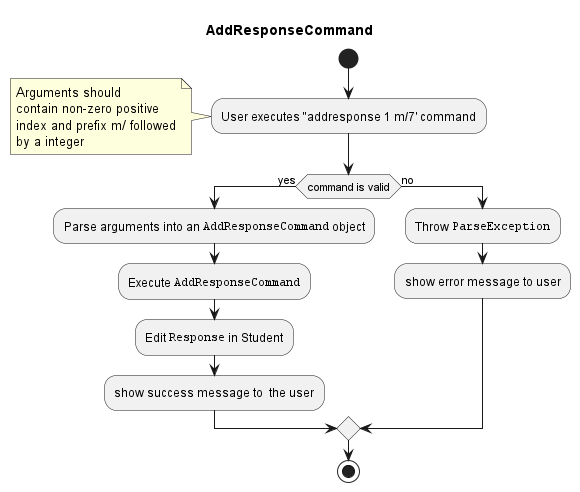 AddResponseCommand
Arguments should
contain non-zero positive
index and prefix m/ followed
by a integer
User executes "addresponse 1 m/7' command
yes
command is valid
no
Parse arguments into an AddResponseCommand object
Throw ParseException
Execute AddResponseCommand
show error message to user
Edit Response in Student
show success message to the user